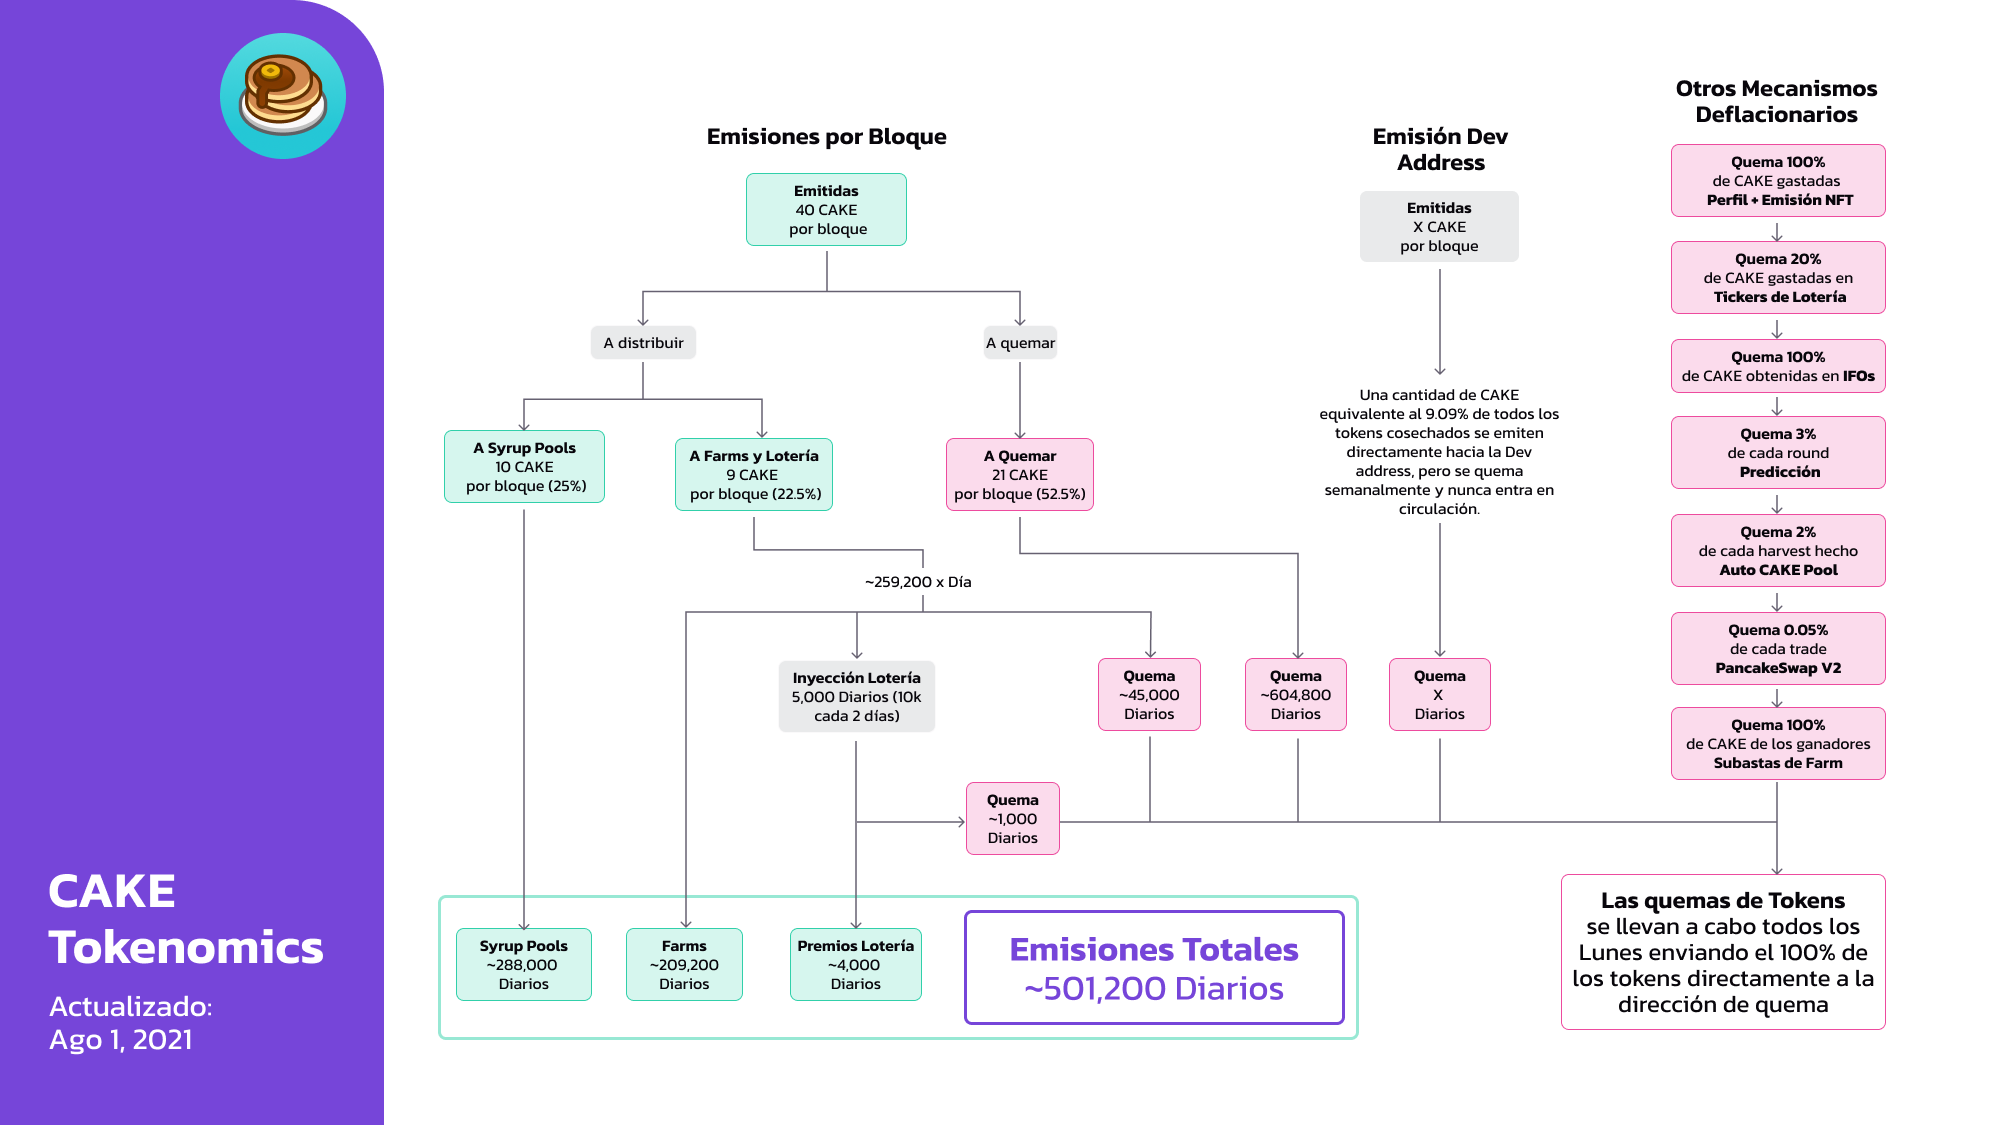 CAKE
Tokenomics
Actualizado:
Ago 1, 2021
Emisiones por Bloque
Emitidas
40 CAKE
por bloque
A distribuir
A quemar
A Syrup Pools
10 CAKE
por bloque (25%)
A Farms y Lotería
9 CAKE
por bloque (22.5%)
A Quemar
21 CAKE
por bloque (52.5%)
~259,200 x Día
Inyección Lotería
5,000 Diarios (10k
cada 2 días)
Quema
~45,000
Diarios
Quema
~604,800
Diarios
Quema
~1,000
Diarios
Syrup Pools
~288,000
Diarios
Farms
~209,200
Diarios
Premios Lotería
~4,000
Diarios
Emisiones Totales
~501,200 Diarios
Emisión Dev
Address
Emitidas
X CAKE
por bloque
Una cantidad de CAKE
equivalente al 9.09% de todos los
tokens cosechados se emiten
directamente hacia la Dev
address, pero se quema
semanalmente y nunca entra en
circulación.
Quema
X
Diarios
Otros Mecanismos
Deflacionarios
Quema 100%
de CAKE gastadas
Perfil + Emisión NFT
Quema 20%
de CAKE gastadas en
Tickers de Lotería
Quema 100%
de CAKE obtenidas en IFOs
Quema 3%
de cada round
Predicción
Quema 2%
de cada harvest hecho
Auto CAKE Pool
Quema 0.05%
de cada trade
PancakeSwap V2
Quema 100%
de CAKE de los ganadores
Subastas de Farm
Las quemas de Tokens
se llevan a cabo todos los
Lunes enviando el 100% de
los tokens directamente a la
dirección de quema